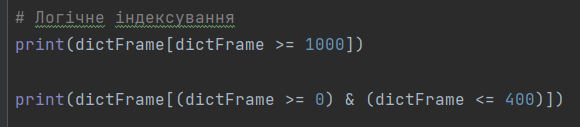 # Логічне індексування
print(dictFrame[dictFrame >= 1000])
print(dictFrame[(dictFrame >= 0) & (dictFrame <= 400)])